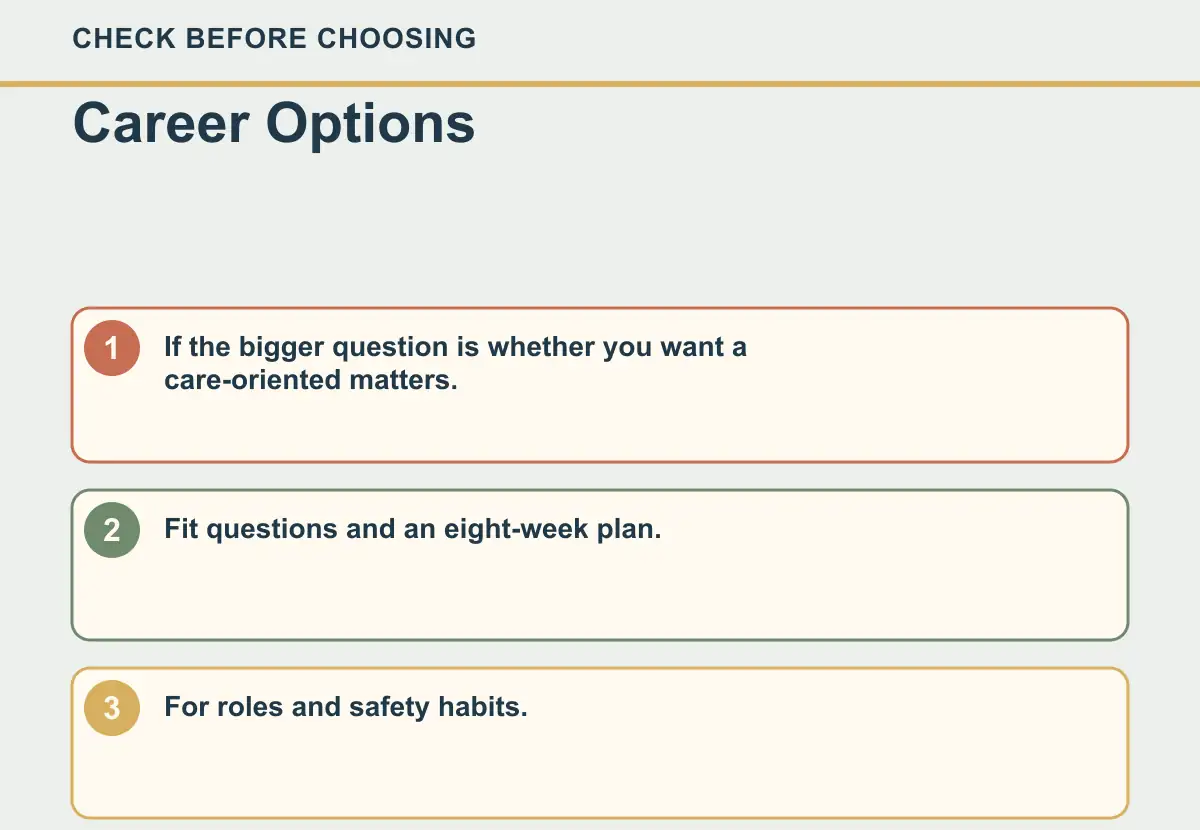 CHECK BEFORE CHOOSING
Career Options
1
If the bigger question is whether you want a
care-oriented matters.
2
Fit questions and an eight-week plan.
3
For roles and safety habits.